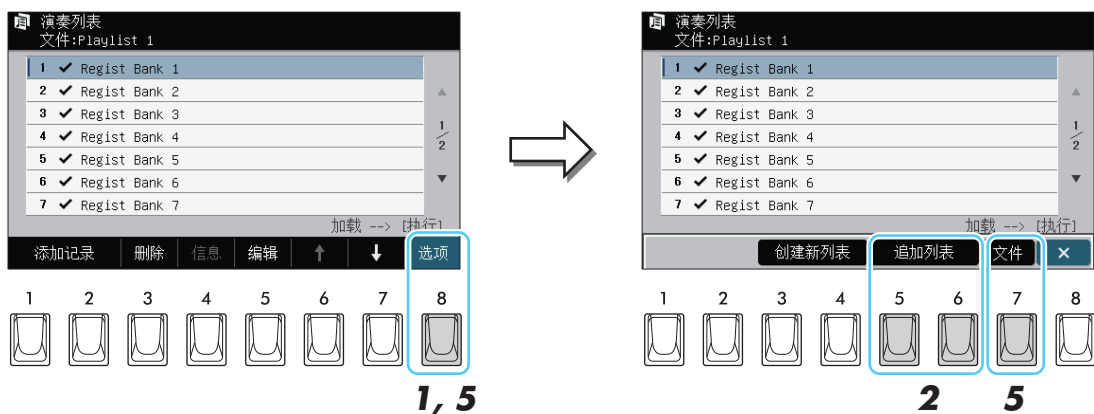 演奏列表
文件:Playlist 1
1 ✔ Regist Bank 1
2 ✔ Regist Bank 2
3 ✔ Regist Bank 3
4 ✔ Regist Bank 4
5 ✔ Regist Bank 5
6 ✔ Regist Bank 6
7 ✔ Regist Bank 7
1/2
加载 --> [执行]
添加记录 删除 信息 编辑 ↑ ↓ 选项
1 2 3 4 5 6 7 8
1, 5
演奏列表
文件:Playlist 1
1 ✔ Regist Bank 1
2 ✔ Regist Bank 2
3 ✔ Regist Bank 3
4 ✔ Regist Bank 4
5 ✔ Regist Bank 5
6 ✔ Regist Bank 6
7 ✔ Regist Bank 7
1/2
加载 --> [执行]
创建新列表 追加列表 文件 ×
1 2 3 4 5 6 7 8
2 5